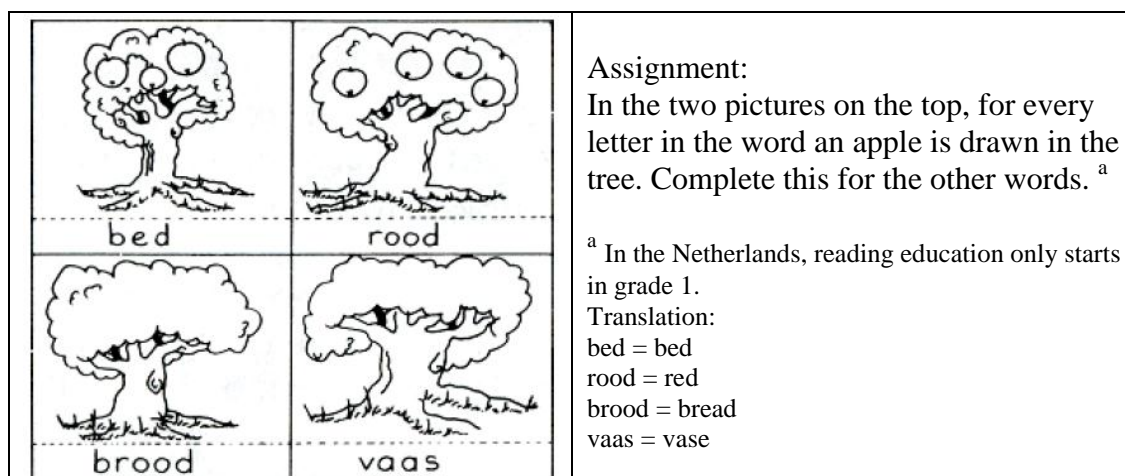 bed
rood
brood
vaas
Assignment:
In the two pictures on the top, for every
letter in the word an apple is drawn in the
tree. Complete this for the other words. a
a In the Netherlands, reading education only starts
in grade 1.
Translation:
bed = bed
rood = red
brood = bread
vaas = vase